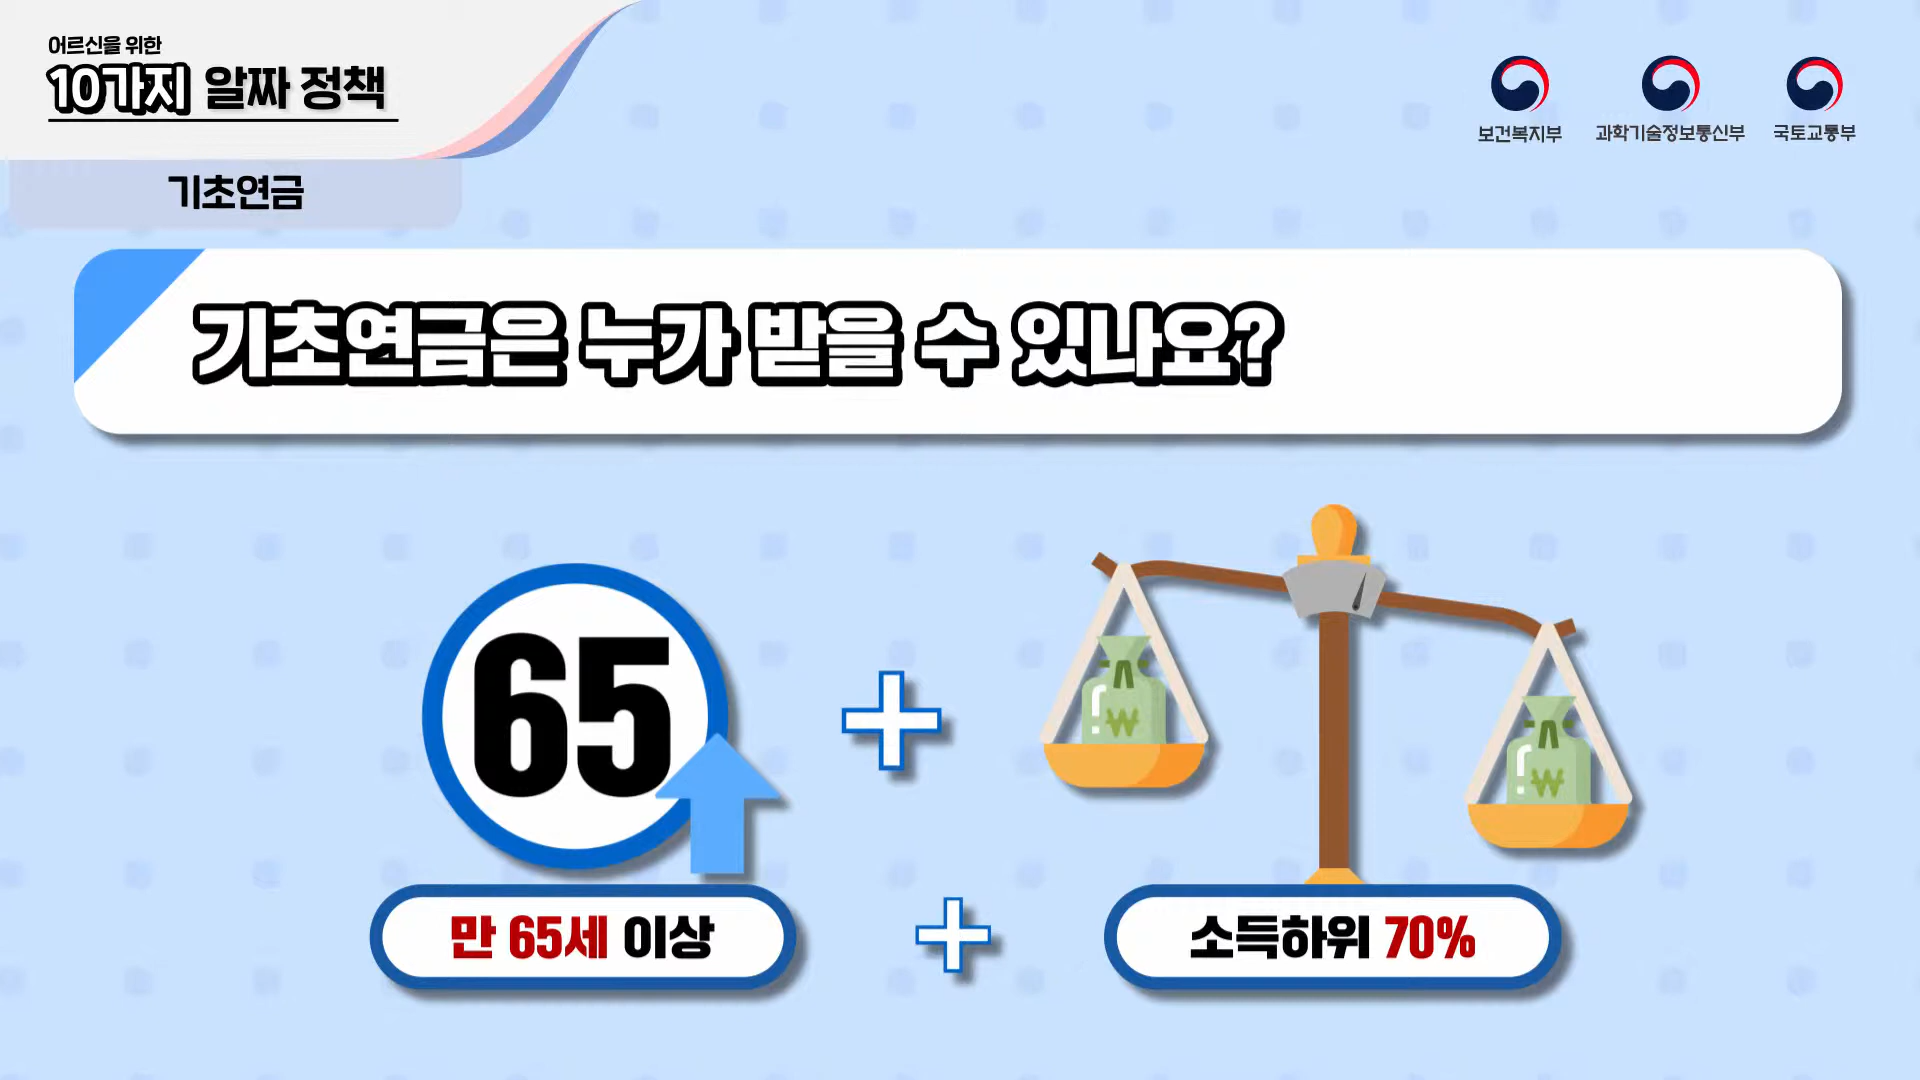 어르신을 위한
10가지 알짜 정책
보건복지부 과학기술정보통신부 국토교통부
기초연금
기초연금은 누가 받을 수 있나요?
65
₩
₩
만 65세 이상 + 소득하위 70%